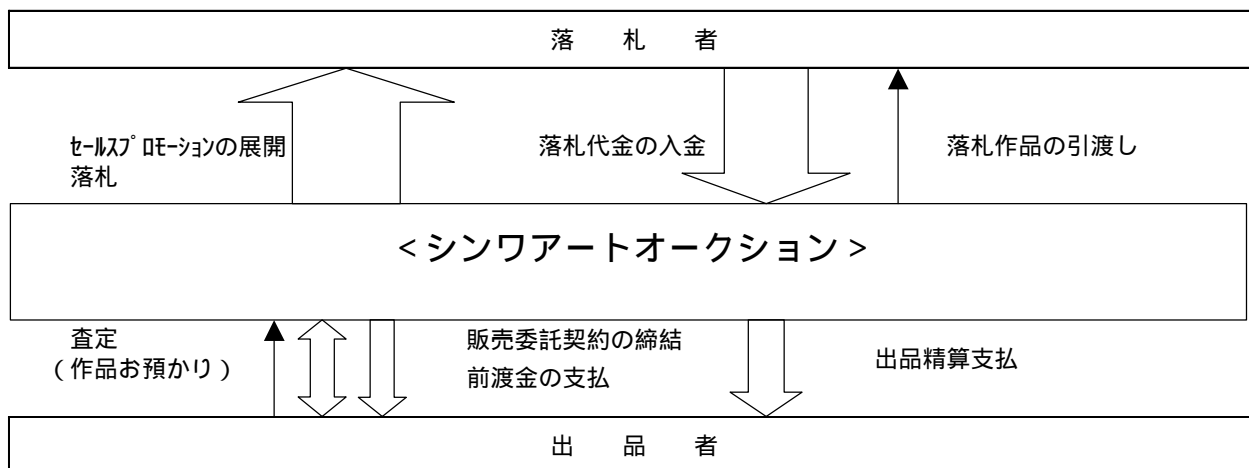 落　札　者
ｾｰﾙｽﾌﾟﾛﾓｰｼｮﾝの展開
落札
落札代金の入金
落札作品の引渡し
＜シンワアートオークション＞
査定
（作品お預かり）
販売委託契約の締結
前渡金の支払
出品精算支払
出　品　者